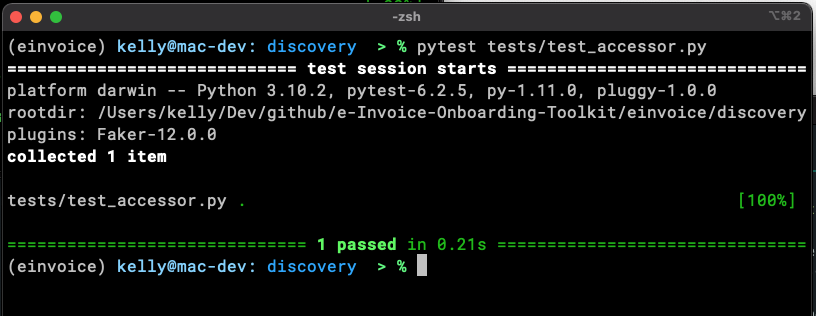 -zsh
⌥⌘2
(einvoice) kelly@mac-dev: discovery  > % pytest tests/test_accessor.py
============================= test session starts ==============================
platform darwin -- Python 3.10.2, pytest-6.2.5, py-1.11.0, pluggy-1.0.0
rootdir: /Users/kelly/Dev/github/e-Invoice-Onboarding-Toolkit/einvoice/discovery
plugins: Faker-12.0.0
collected 1 item
tests/test_accessor.py . [100%]
============================== 1 passed in 0.21s ===============================
(einvoice) kelly@mac-dev: discovery  > %